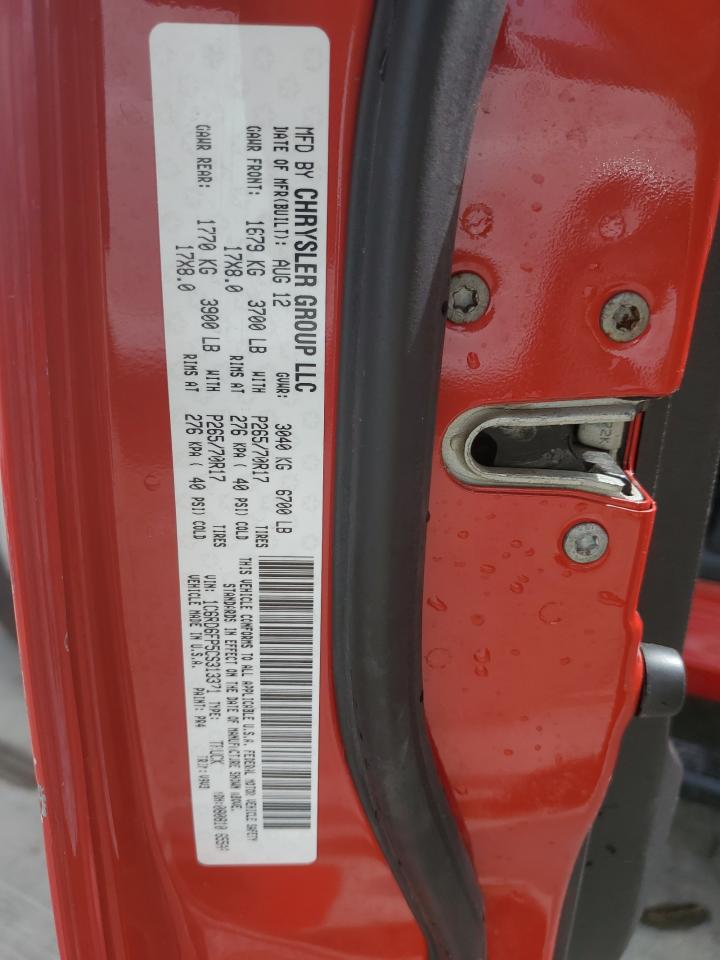 MFD BY CHRYSLER GROUP LLC
DATE OF MFR(BUILT): AUG 12 GVWR: 3040 KG 6700 LB
GAWR FRONT: 1679 KG 3700 LB WITH P265/70R17 TIRES
17X8.0 RIMS AT 276 KPA ( 40 PSI) COLD
GAWR REAR: 1770 KG 3900 LB WITH P265/70R17 TIRES
17X8.0 RIMS AT 276 KPA ( 40 PSI) COLD
THIS VEHICLE CONFORMS TO ALL APPLICABLE U.S.A. FEDERAL MOTOR VEHICLE SAFETY
STANDARDS IN EFFECT ON THE DATE OF MANUFACTURE SHOWN ABOVE.
VIN: 1C6RD6FP5CS313371 TYPE: TRUCK
VEHICLE MADE IN U.S.A. PAINT: PR4